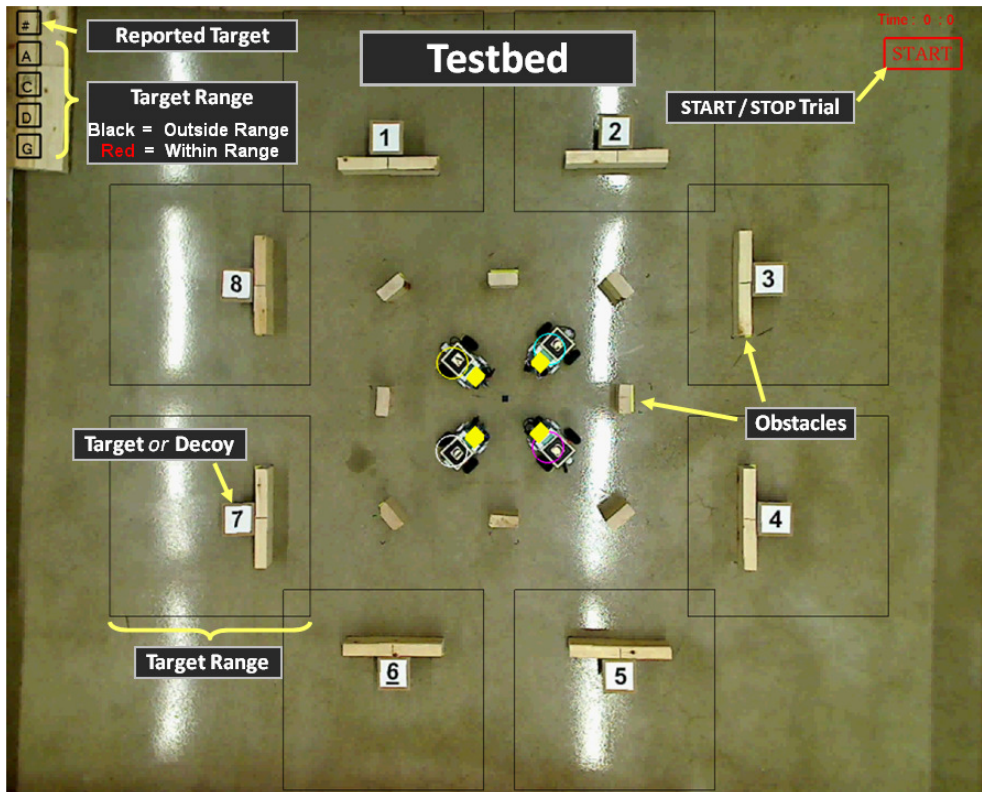 #
Reported Target
A
C
D
G
Target Range
Black = Outside Range
Red = Within Range
Testbed
Time : 0 : 0
START
START / STOP Trial
1
2
8
3
Obstacles
Target or Decoy
7
4
Target Range
6
5